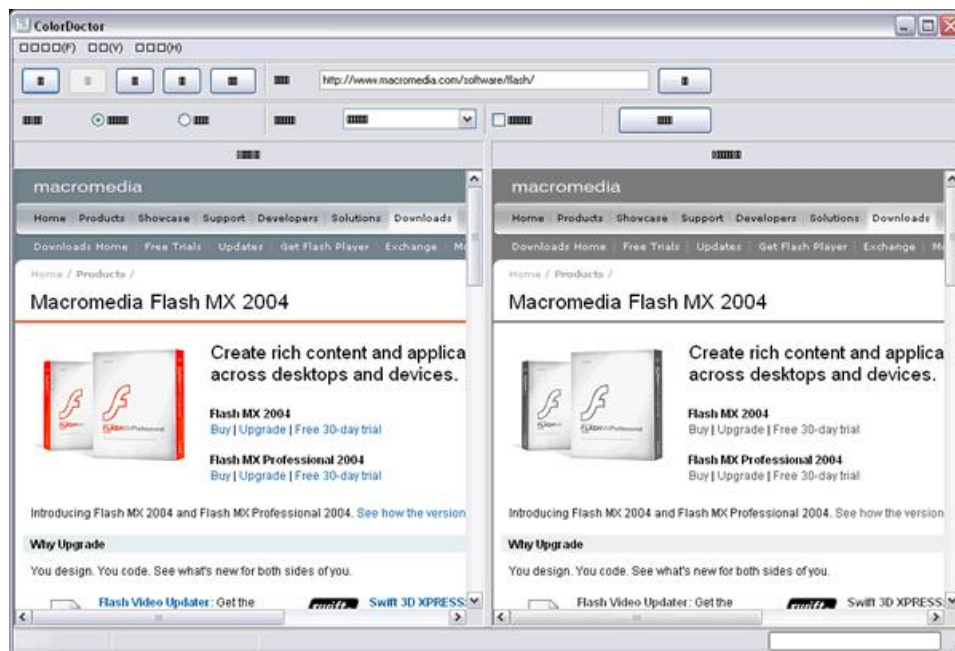 ColorDoctor
□□□□(F) □□(V) □□□(H)
http://www.macromedia.com/software/flash/
macromedia
Home Products Showcase Support Developers Solutions Downloads
Downloads Home Free Trials Updates Get Flash Player Exchange
Home / Products /
Macromedia Flash MX 2004
Create rich content and applica
across desktops and devices.
Flash MX 2004
Buy | Upgrade | Free 30-day trial
Flash MX Professional 2004
Buy | Upgrade | Free 30-day trial
Introducing Flash MX 2004 and Flash MX Professional 2004. See how the version
Why Upgrade
You design. You code. See what's new for both sides of you.
Flash Video Updater: Get the
swift
Swift 3D XPRESS:
macromedia
Home Products Showcase Support Developers Solutions Downloads
Downloads Home Free Trials Updates Get Flash Player Exchange
Home / Products /
Macromedia Flash MX 2004
Create rich content and applica
across desktops and devices.
Flash MX 2004
Buy | Upgrade | Free 30-day trial
Flash MX Professional 2004
Buy | Upgrade | Free 30-day trial
Introducing Flash MX 2004 and Flash MX Professional 2004. See how the version
Why Upgrade
You design. You code. See what's new for both sides of you.
Flash Video Updater: Get the
swift
Swift 3D XPRESS: